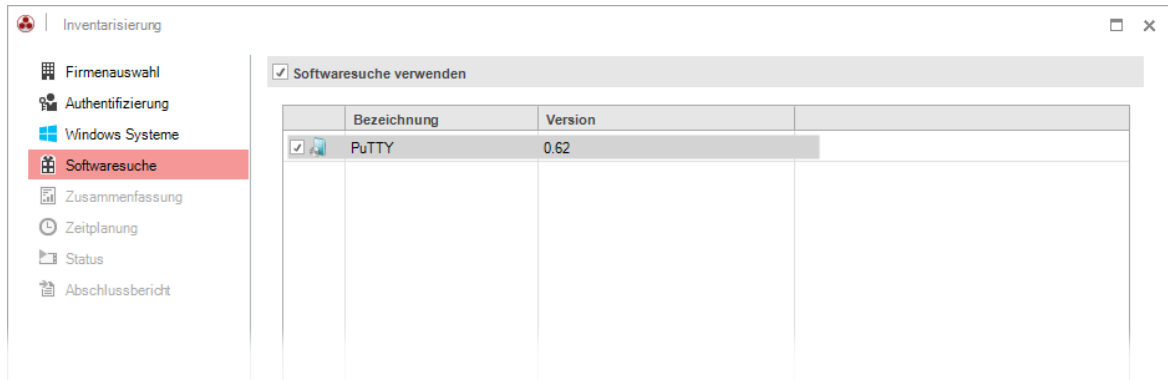 Inventarisierung
Firmenauswahl
Authentifizierung
Windows Systeme
Softwaresuche
Zusammenfassung
Zeitplanung
Status
Abschlussbericht
Softwaresuche verwenden
Bezeichnung Version
PuTTY 0.62